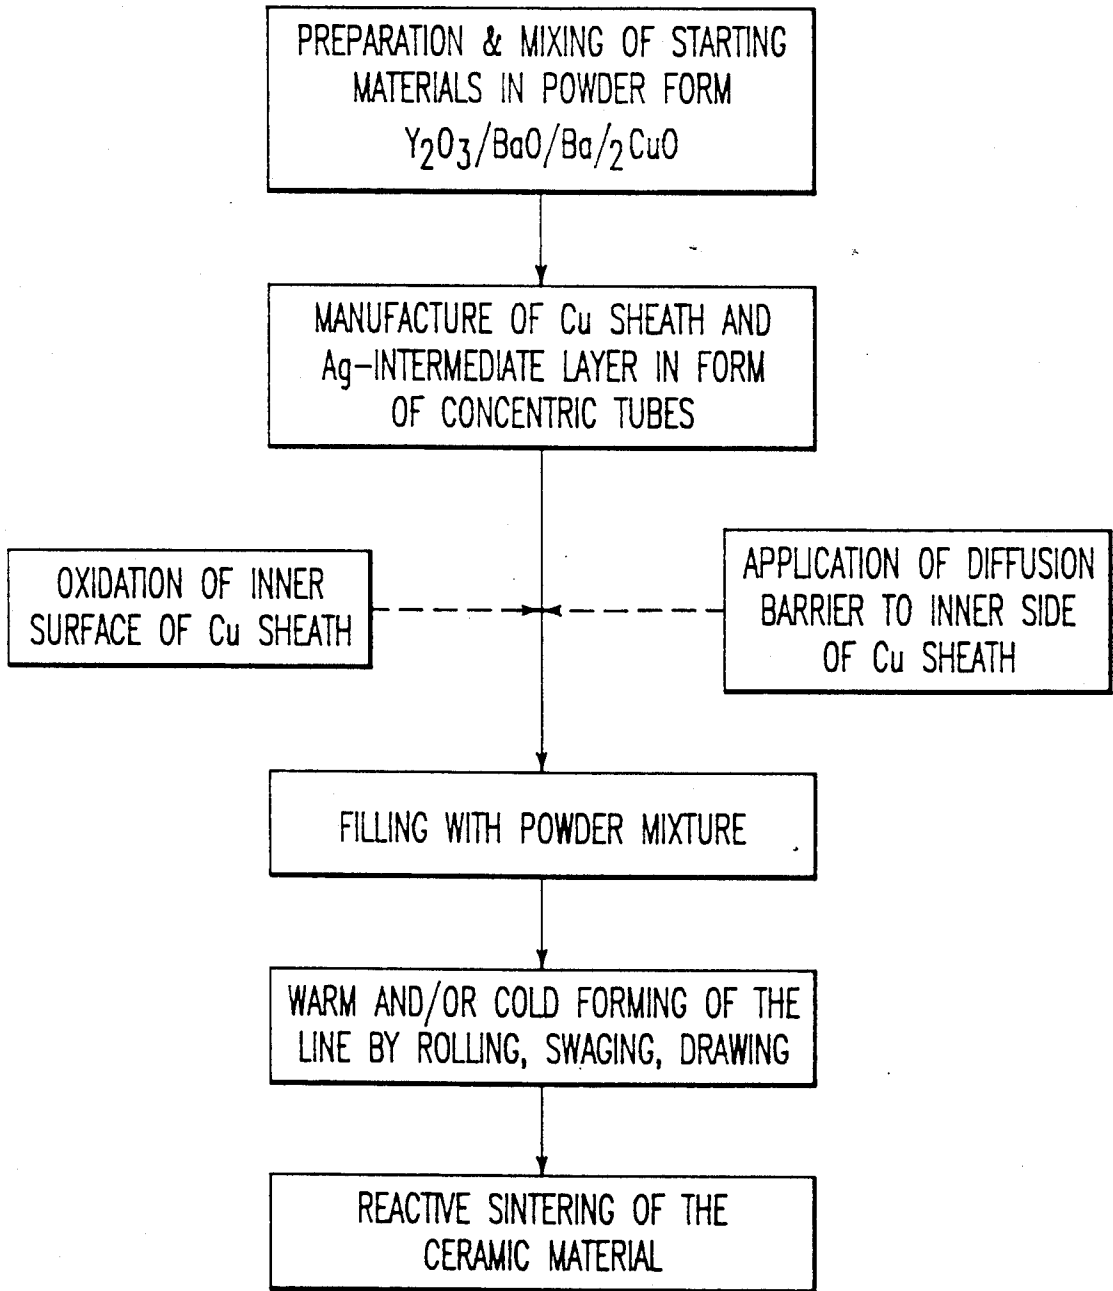 PREPARATION & MIXING OF STARTING
MATERIALS IN POWDER FORM
Y₂O₃/BaO/Ba/₂CuO
MANUFACTURE OF Cu SHEATH AND
Ag-INTERMEDIATE LAYER IN FORM
OF CONCENTRIC TUBES
OXIDATION OF INNER
SURFACE OF Cu SHEATH
APPLICATION OF DIFFUSION
BARRIER TO INNER SIDE
OF Cu SHEATH
FILLING WITH POWDER MIXTURE
WARM AND/OR COLD FORMING OF THE
LINE BY ROLLING, SWAGING, DRAWING
REACTIVE SINTERING OF THE
CERAMIC MATERIAL